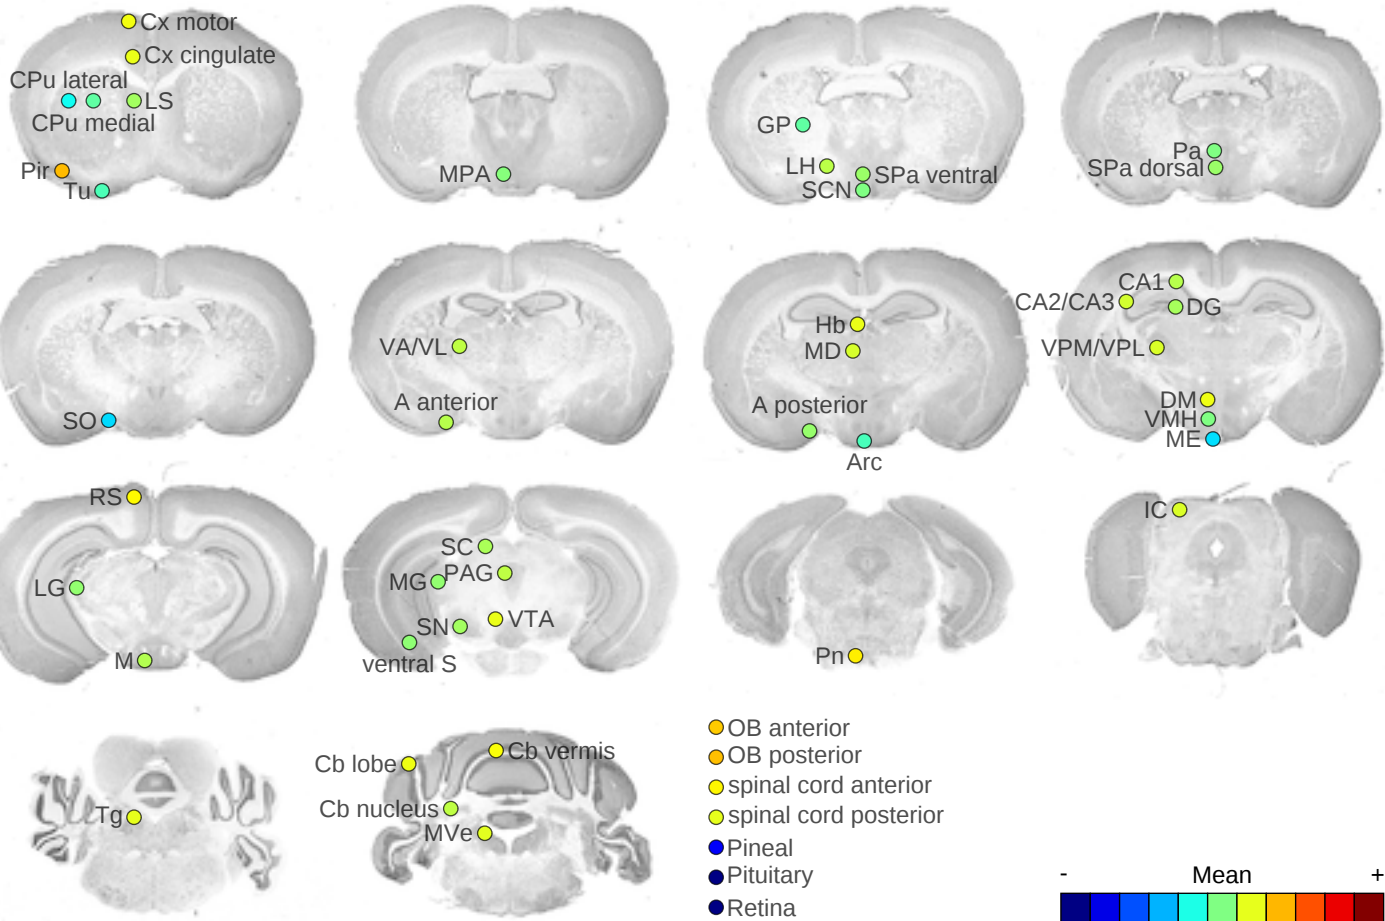 Cx motor
Cx cingulate
CPu lateral
LS
CPu medial
Pir
Tu
MPA
GP
LH
SPa ventral
SCN
Pa
SPa dorsal
SO
VA/VL
A anterior
Hb
MD
A posterior
Arc
CA1
CA2/CA3
DG
VPM/VPL
DM
VMH
ME
RS
LG
M
SC
MG
PAG
SN
VTA
ventral S
Pn
IC
Tg
Cb lobe
Cb vermis
Cb nucleus
MVe
OB anterior
OB posterior
spinal cord anterior
spinal cord posterior
Pineal
Pituitary
Retina
- Mean +